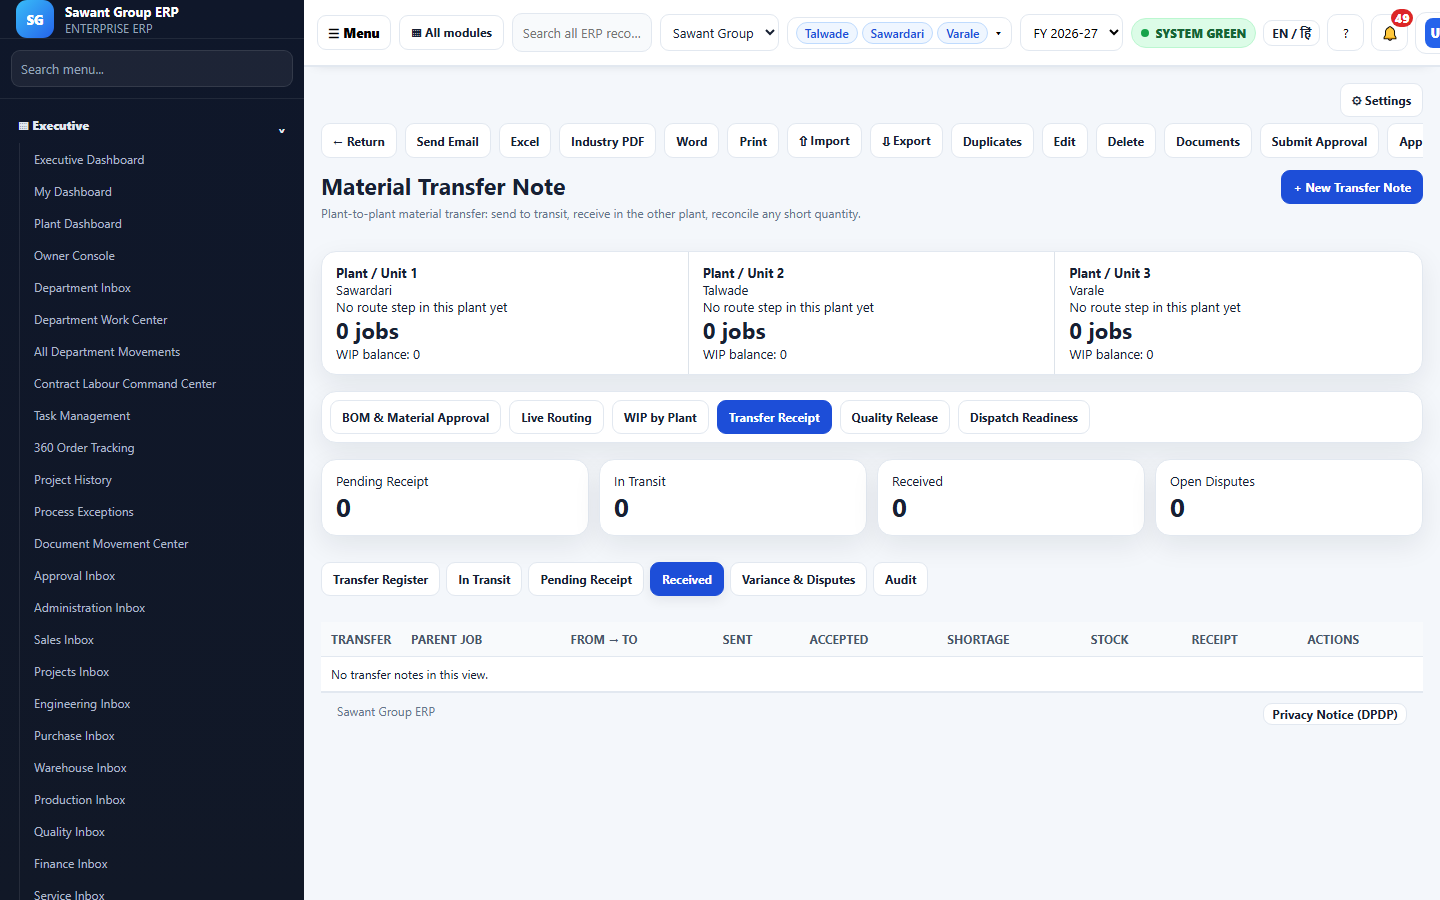 SG
Sawant Group ERP
ENTERPRISE ERP
Search menu...
Executive
Executive Dashboard
My Dashboard
Plant Dashboard
Owner Console
Department Inbox
Department Work Center
All Department Movements
Contract Labour Command Center
Task Management
360 Order Tracking
Project History
Process Exceptions
Document Movement Center
Approval Inbox
Administration Inbox
Sales Inbox
Projects Inbox
Engineering Inbox
Purchase Inbox
Warehouse Inbox
Production Inbox
Quality Inbox
Finance Inbox
Service Inbox
☰ Menu
All modules
Search all ERP reco...
Sawant Group
Talwade Sawardari Varale
FY 2026-27
SYSTEM GREEN
EN / हिं
?
49
U
⚙ Settings
← Return
Send Email
Excel
Industry PDF
Word
Print
⇧ Import
⇩ Export
Duplicates
Edit
Delete
Documents
Submit Approval
App
Material Transfer Note
+ New Transfer Note
Plant-to-plant material transfer: send to transit, receive in the other plant, reconcile any short quantity.
Plant / Unit 1
Sawardari
No route step in this plant yet
0 jobs
WIP balance: 0
Plant / Unit 2
Talwade
No route step in this plant yet
0 jobs
WIP balance: 0
Plant / Unit 3
Varale
No route step in this plant yet
0 jobs
WIP balance: 0
BOM & Material Approval
Live Routing
WIP by Plant
Transfer Receipt
Quality Release
Dispatch Readiness
Pending Receipt
0
In Transit
0
Received
0
Open Disputes
0
Transfer Register
In Transit
Pending Receipt
Received
Variance & Disputes
Audit
TRANSFER PARENT JOB FROM → TO SENT ACCEPTED SHORTAGE STOCK RECEIPT ACTIONS
No transfer notes in this view.
Sawant Group ERP
Privacy Notice (DPDP)